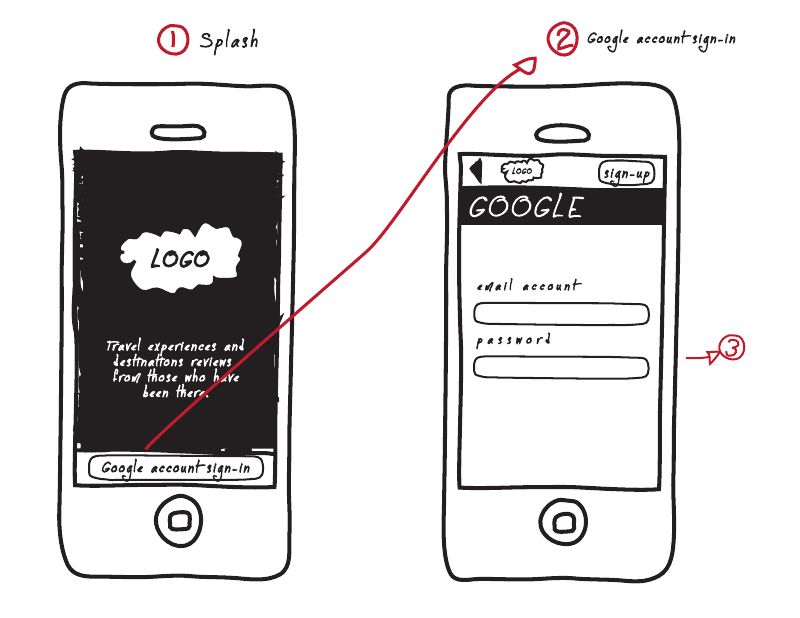 1 Splash
LOGO
Travel experiences and
destinations reviews
from those who have
been there.
Google account sign-in
2 Google account sign-in
LOGO
sign-up
GOOGLE
email account
password
3